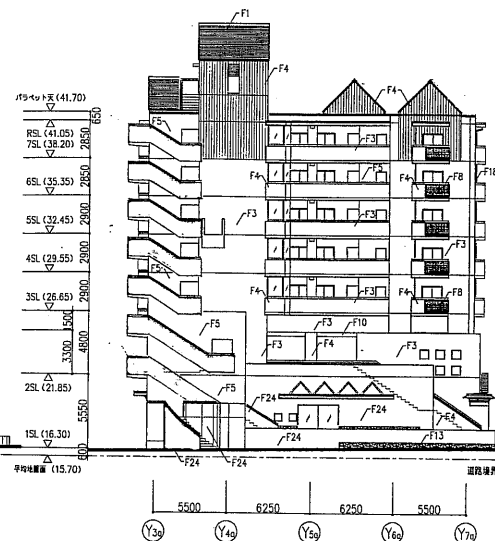 F1
F4
パラペット天 (41.70)
650
RSL (41.05)
7SL (38.20)
2850
6SL (35.35)
2850
5SL (32.45)
2900
4SL (29.55)
2900
3SL (26.65)
2900
1500
3300
4800
2SL (21.85)
5550
1SL (16.30)
600
平均地盤面 (15.70)
F4
F5
F3
F5
F18
F4
F4
F8
F3
F3
F3
F5
F4
F3
F4
F8
F5
F3
F10
F3
F4
F3
F5
F24
F24
F4
F24
F13
F24
F24
道路境界
5500
6250
6250
5500
Y3g
Y4g
Y5g
Y6g
Y7g